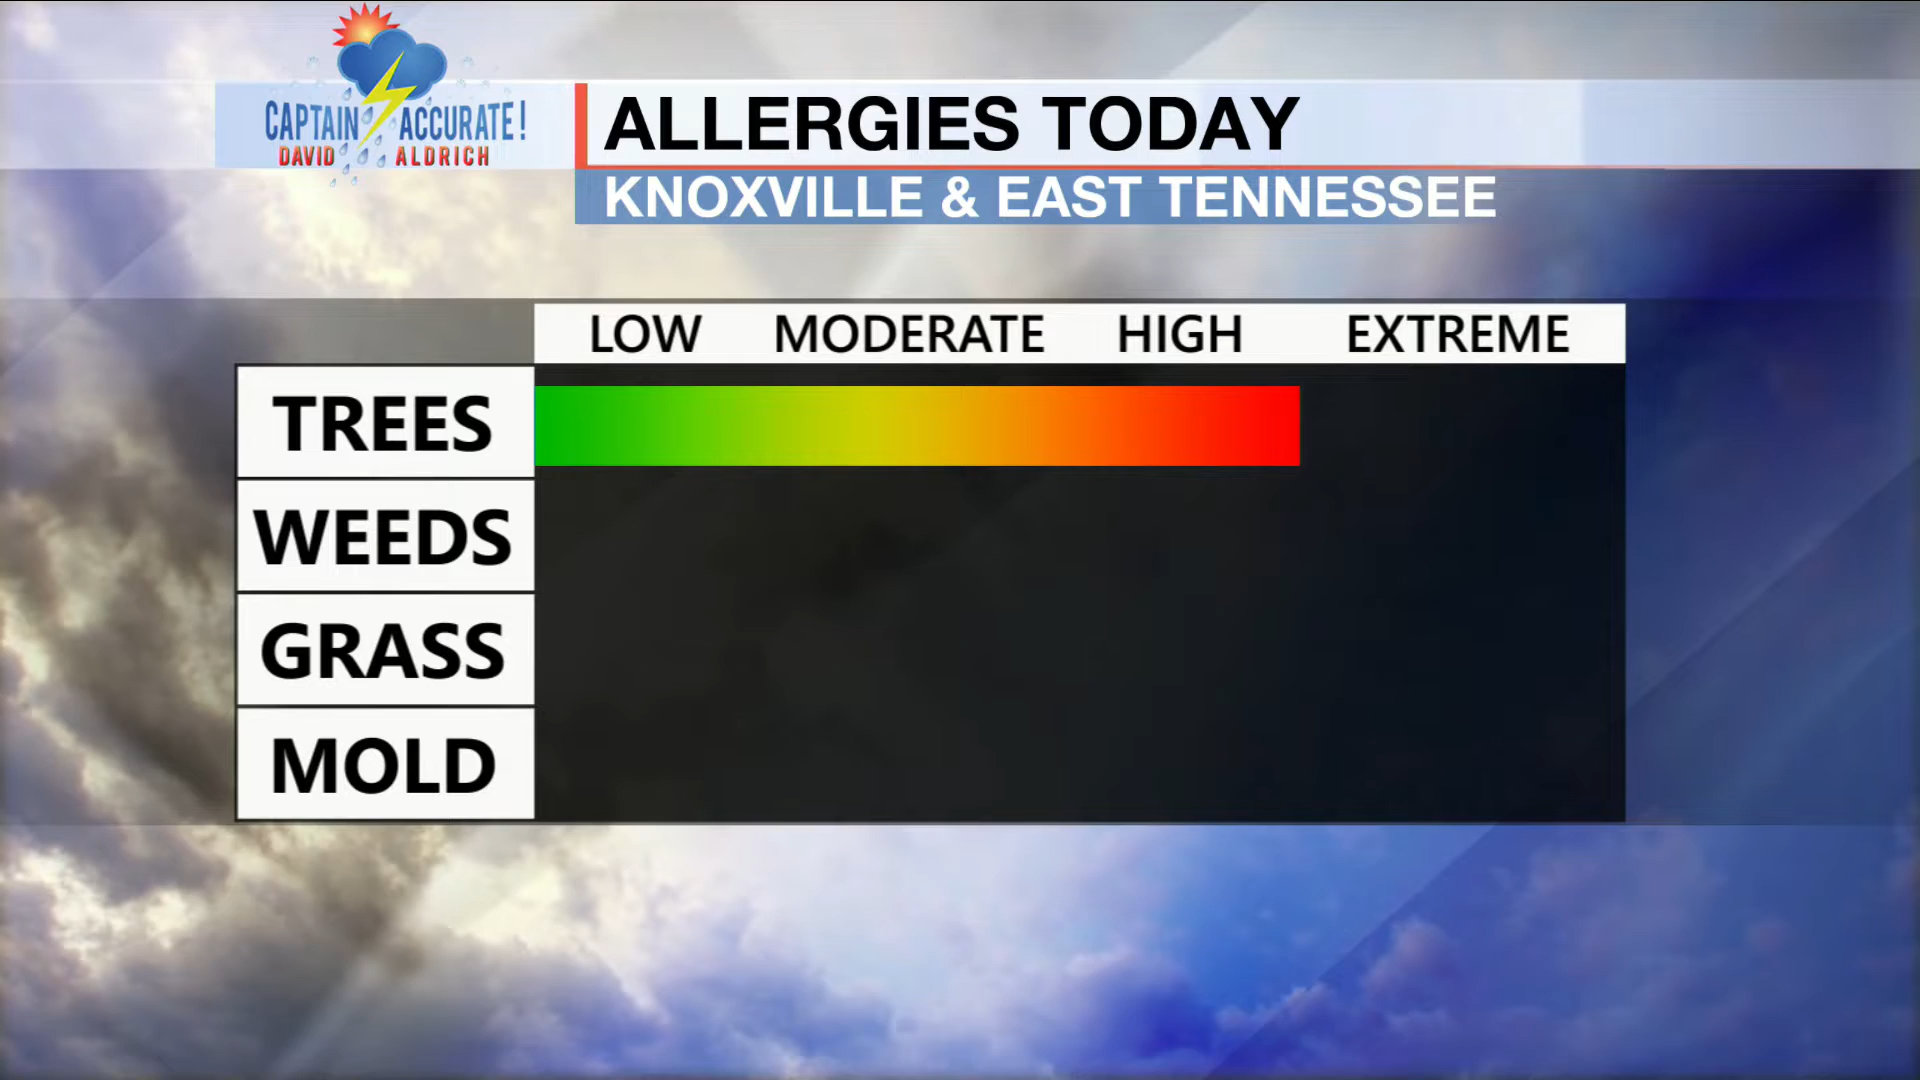 CAPTAIN ACCURATE!
DAVID ALDRICH
ALLERGIES TODAY
KNOXVILLE & EAST TENNESSEE
LOW MODERATE HIGH EXTREME
TREES
WEEDS
GRASS
MOLD